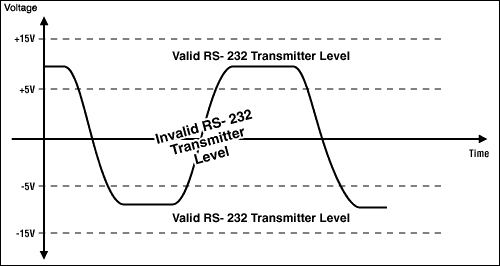 Voltage
+15V
Valid RS- 232 Transmitter Level
+5V
Invalid RS- 232
Transmitter
Level
Time
-5V
Valid RS- 232 Transmitter Level
-15V